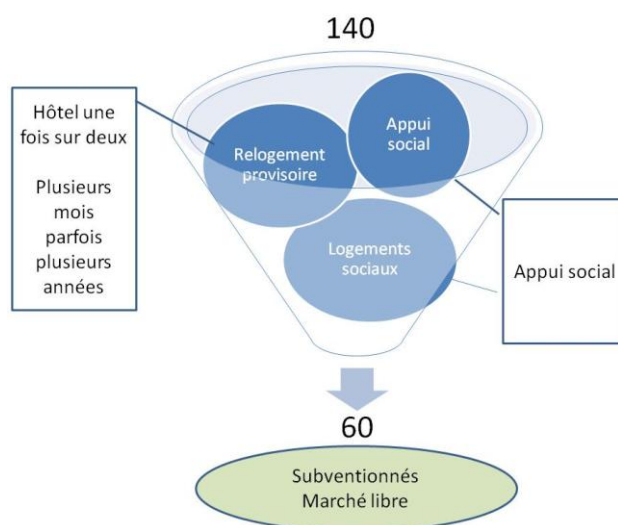 140
Hôtel une
fois sur deux
Plusieurs
mois
parfois
plusieurs
années
Relogement
provisoire
Appui
social
Logements
sociaux
Appui social
60
Subventionnés
Marché libre